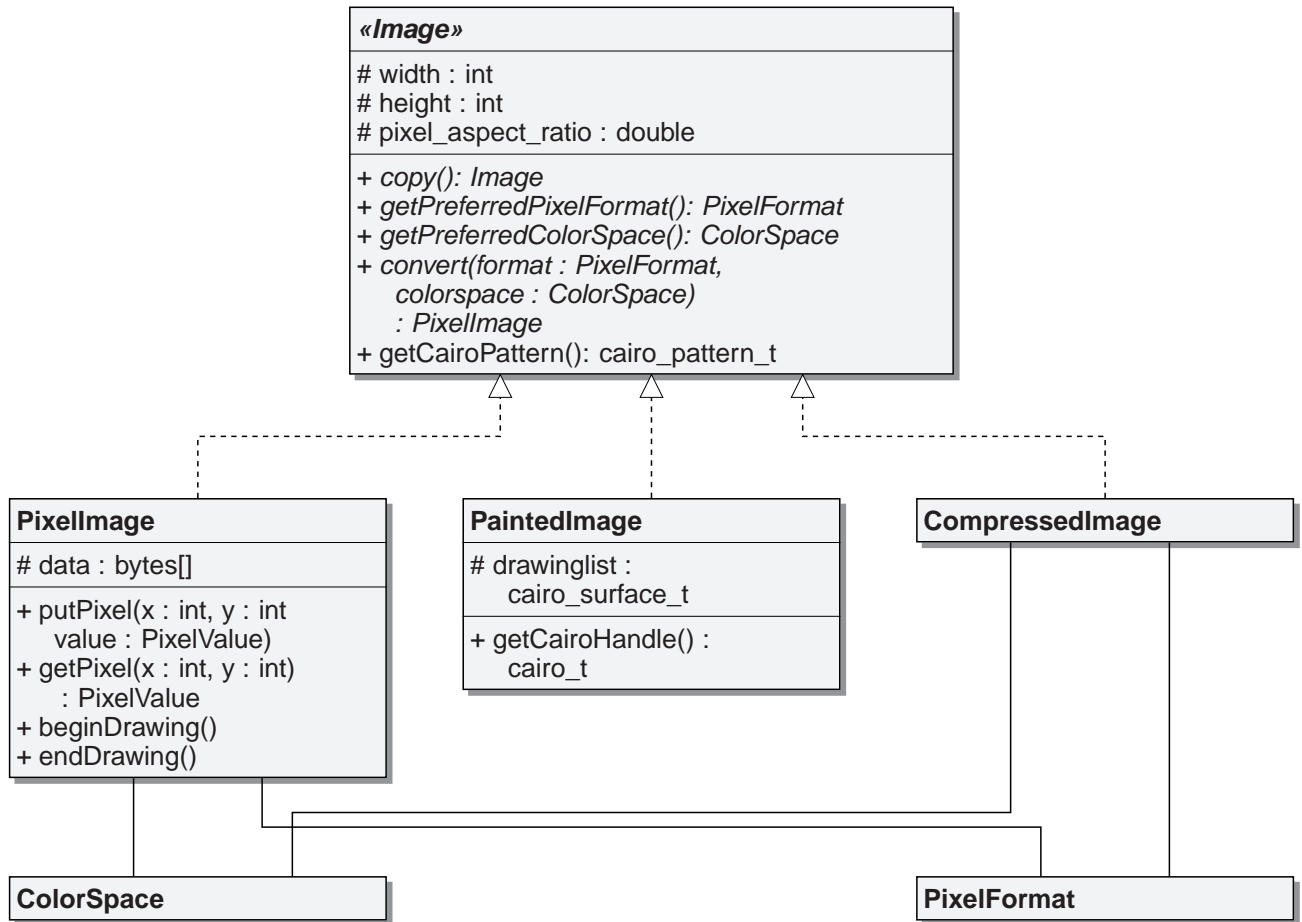 «Image»
# width : int
# height : int
# pixel_aspect_ratio : double
+ copy(): Image
+ getPreferredPixelFormat(): PixelFormat
+ getPreferredColorSpace(): ColorSpace
+ convert(format : PixelFormat,
colorspace : ColorSpace)
: PixelImage
+ getCairoPattern(): cairo_pattern_t
PixelImage
# data : bytes[]
+ putPixel(x : int, y : int
value : PixelValue)
+ getPixel(x : int, y : int)
: PixelValue
+ beginDrawing()
+ endDrawing()
PaintedImage
# drawinglist :
cairo_surface_t
+ getCairoHandle() :
cairo_t
CompressedImage
ColorSpace
PixelFormat